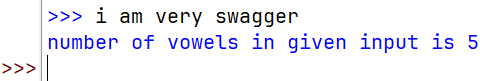 >>> i am very swagger
number of vowels in given input is 5
>>>